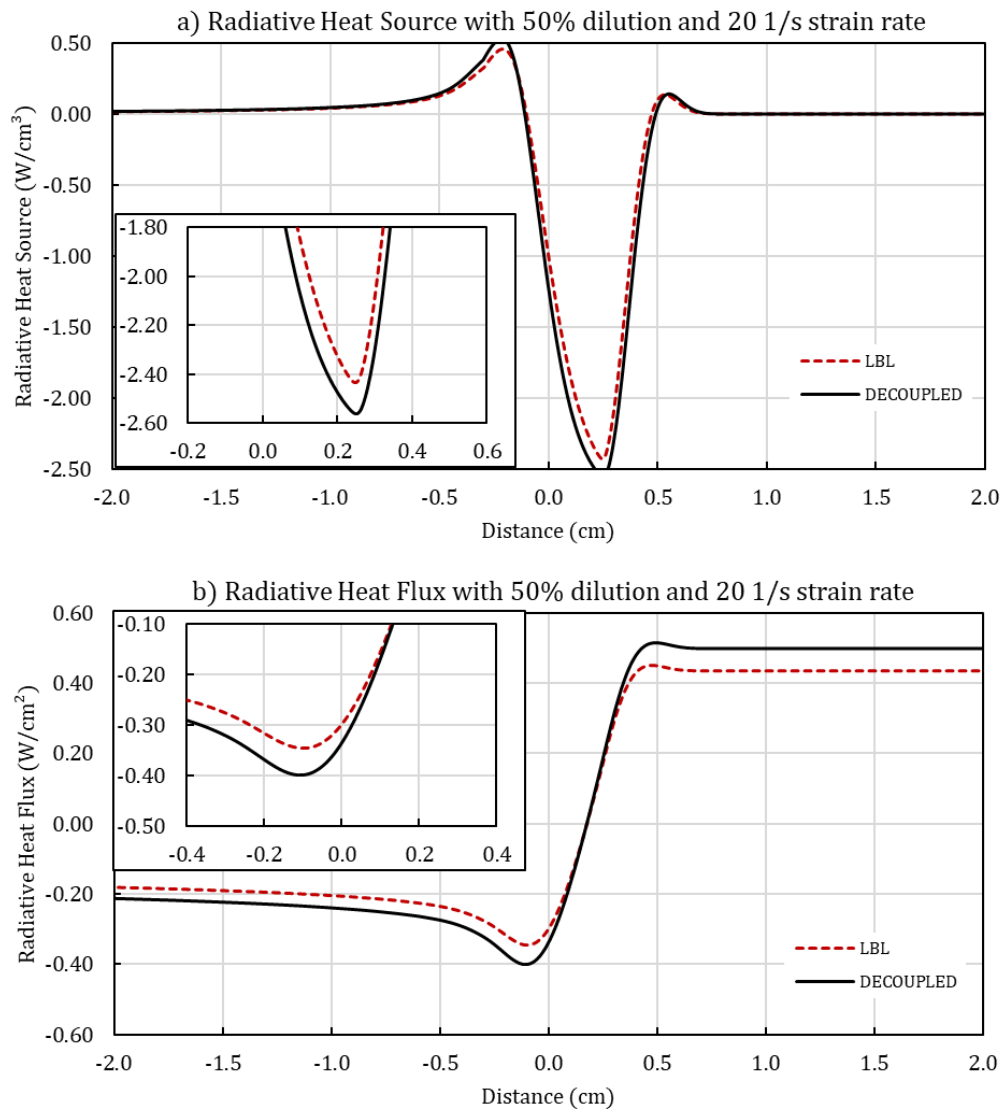 a) Radiative Heat Source with 50% dilution and 20 1/s strain rate
Radiative Heat Source (W/cm³)
0.50
0.00
-0.50
-1.00
-1.50
-2.00
-2.50
-1.80
-2.00
-2.20
-2.40
-2.60
-0.2 0.0 0.2 0.4 0.6
LBL
DECOUPLED
-2.0 -1.5 -1.0 -0.5 0.0 0.5 1.0 1.5 2.0
Distance (cm)
b) Radiative Heat Flux with 50% dilution and 20 1/s strain rate
Radiative Heat Flux (W/cm²)
0.60
0.40
0.20
0.00
-0.20
-0.40
-0.60
-0.10
-0.20
-0.30
-0.40
-0.50
-0.4 -0.2 0.0 0.2 0.4
LBL
DECOUPLED
-2.0 -1.5 -1.0 -0.5 0.0 0.5 1.0 1.5 2.0
Distance (cm)